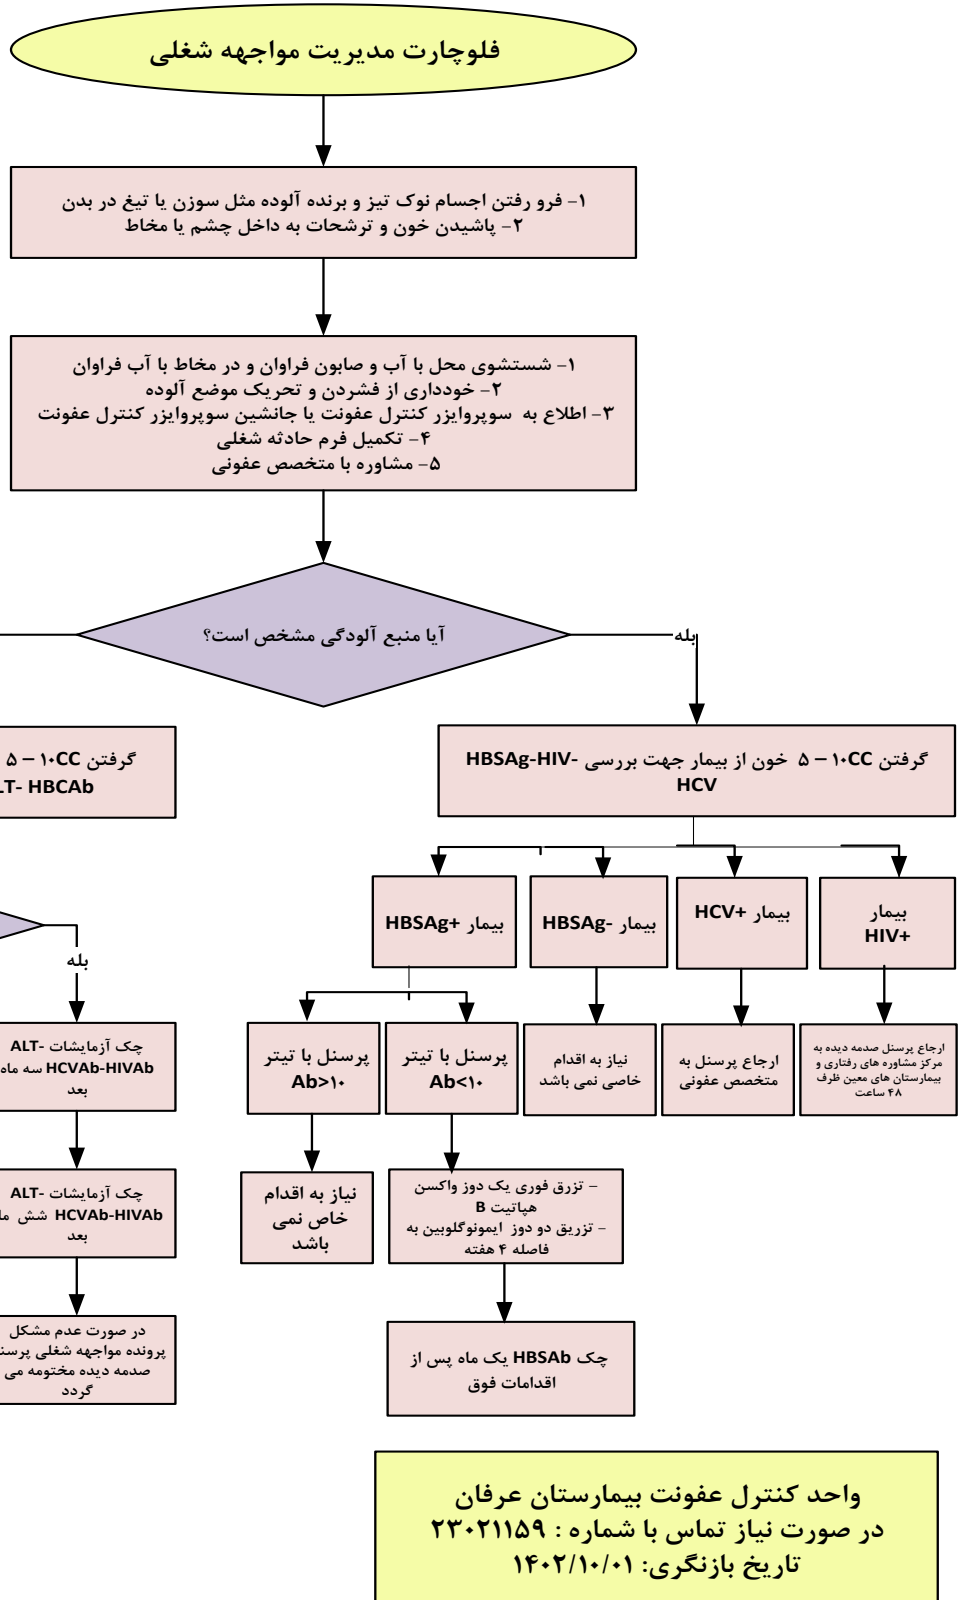 فلوچارت مدیریت مواجهه شغلی
۱- فرو رفتن اجسام نوک تیز و برنده آلوده مثل سوزن یا تیغ در بدن
۲- پاشیدن خون و ترشحات به داخل چشم یا مخاط
۱- شستشوی محل با آب و صابون فراوان و در مخاط با آب فراوان
۲- خودداری از فشردن و تحریک موضع آلوده
۳- اطلاع به سوپروایزر کنترل عفونت یا جانشین سوپروایزر کنترل عفونت
۴- تکمیل فرم حادثه شغلی
۵- مشاوره با متخصص عفونی
آیا منبع آلودگی مشخص است؟
بله
گرفتن ۵ – ۱۰CC خون از بیمار جهت بررسی HBSAg-HIV-
HCV
بیمار
HIV+
بیمار HCV+
بیمار HBSAg-
بیمار HBSAg+
ارجاع پرسنل صدمه دیده به
مرکز مشاوره های رفتاری و
بیمارستان های معین ظرف
۴۸ ساعت
ارجاع پرسنل به
متخصص عفونی
نیاز به اقدام
خاصی نمی باشد
پرسنل با تیتر
Ab<۱۰
پرسنل با تیتر
Ab>۱۰
– تزرق فوری یک دوز واکسن
هپاتیت B
– تزریق دو دوز ایمونوگلوبین به
فاصله ۴ هفته
نیاز به اقدام
خاص نمی
باشد
چک HBSAb یک ماه پس از
اقدامات فوق
گرفتن ۵ – ۱۰CC
LT- HBCAb
بله
چک آزمایشات ALT-
HCVAb-HIVAb سه ماه
بعد
چک آزمایشات ALT-
HCVAb-HIVAb شش
بعد
در صورت عدم مشکل
پرونده مواجهه شغلی
صدمه دیده مختومه می
گردد
واحد کنترل عفونت بیمارستان عرفان
در صورت نیاز تماس با شماره : ۲۳۰۲۱۱۵۹
تاریخ بازنگری: ۱۴۰۲/۱۰/۰۱